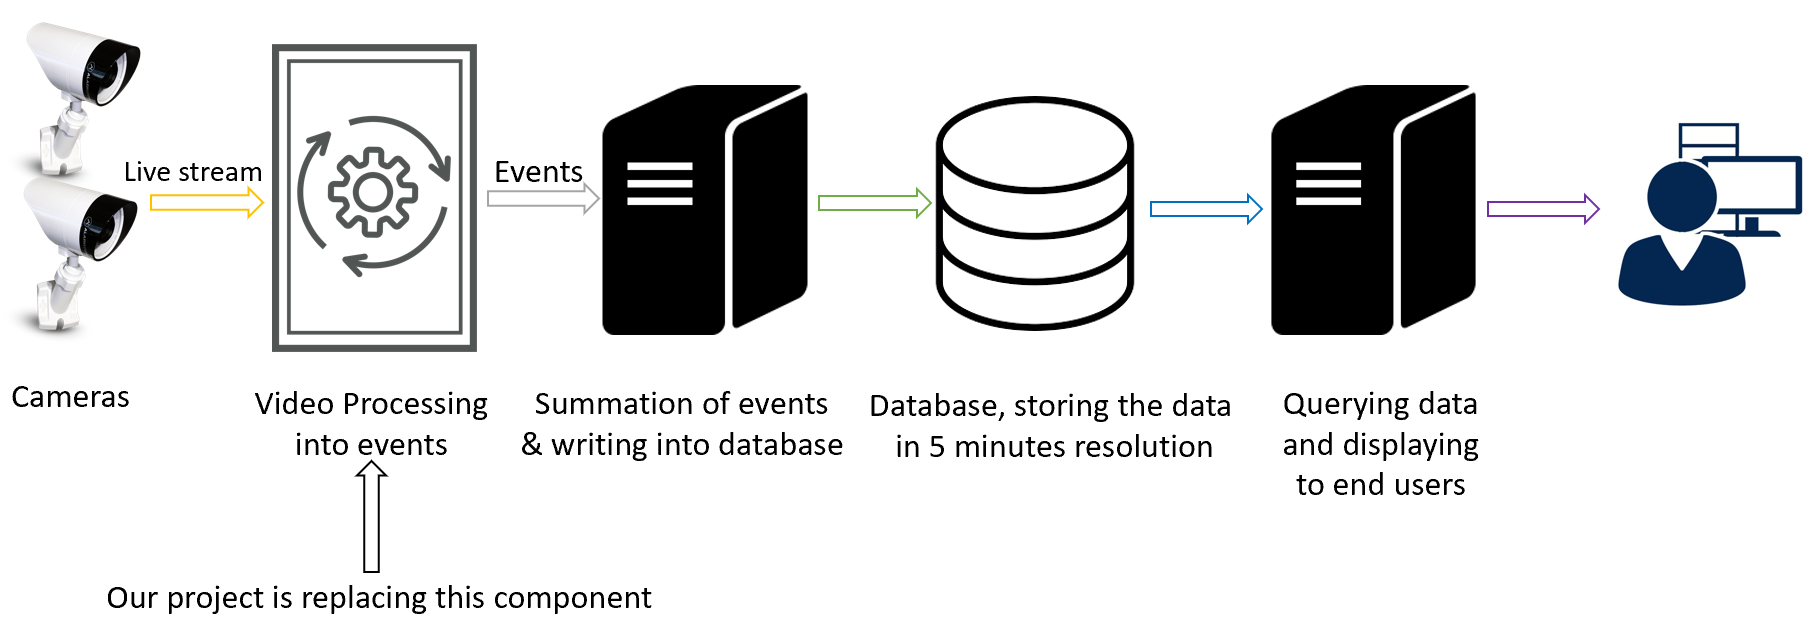 Live stream
Events
Cameras
Video Processing
into events
Summation of events
& writing into database
Database, storing the data
in 5 minutes resolution
Querying data
and displaying
to end users
Our project is replacing this component